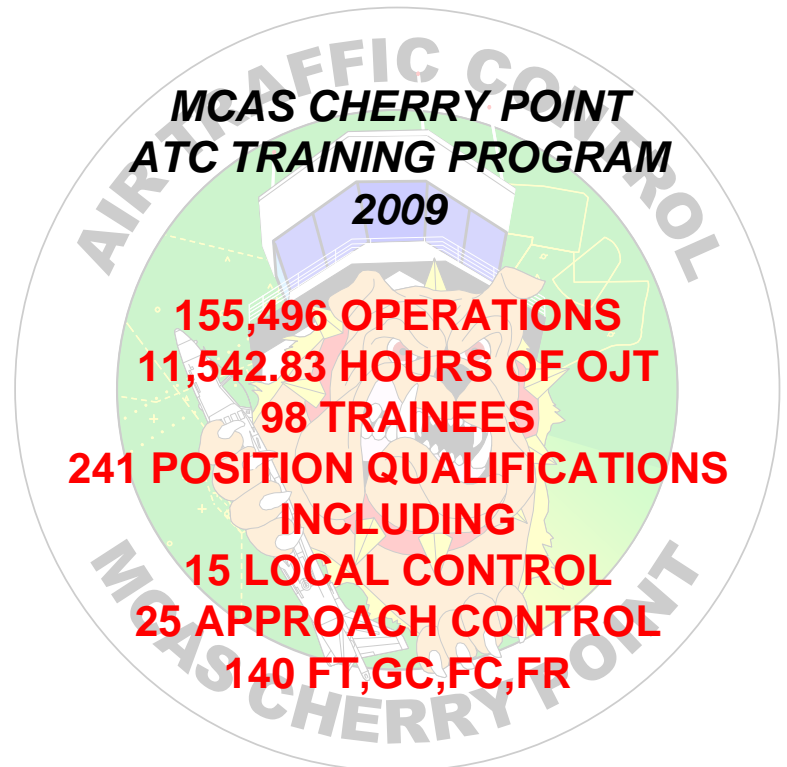 AIR TRAFFIC CONTROL
MCAS CHERRY POINT
ATC TRAINING PROGRAM
2009
155,496 OPERATIONS
11,542.83 HOURS OF OJT
98 TRAINEES
241 POSITION QUALIFICATIONS
INCLUDING
15 LOCAL CONTROL
25 APPROACH CONTROL
140 FT,GC,FC,FR
MCAS CHERRY POINT